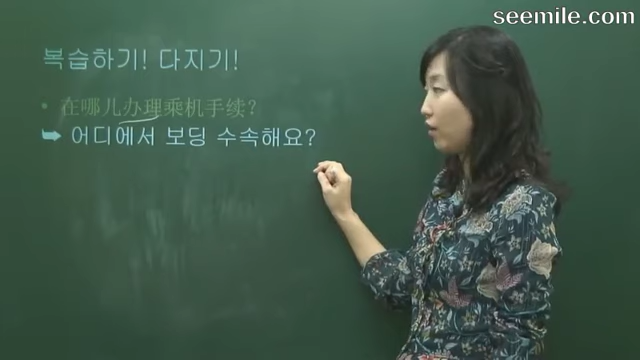 seemile.com
복습하기! 다지기!
• 在哪儿办理乘机手续?
➥ 어디에서 보딩 수속해요?